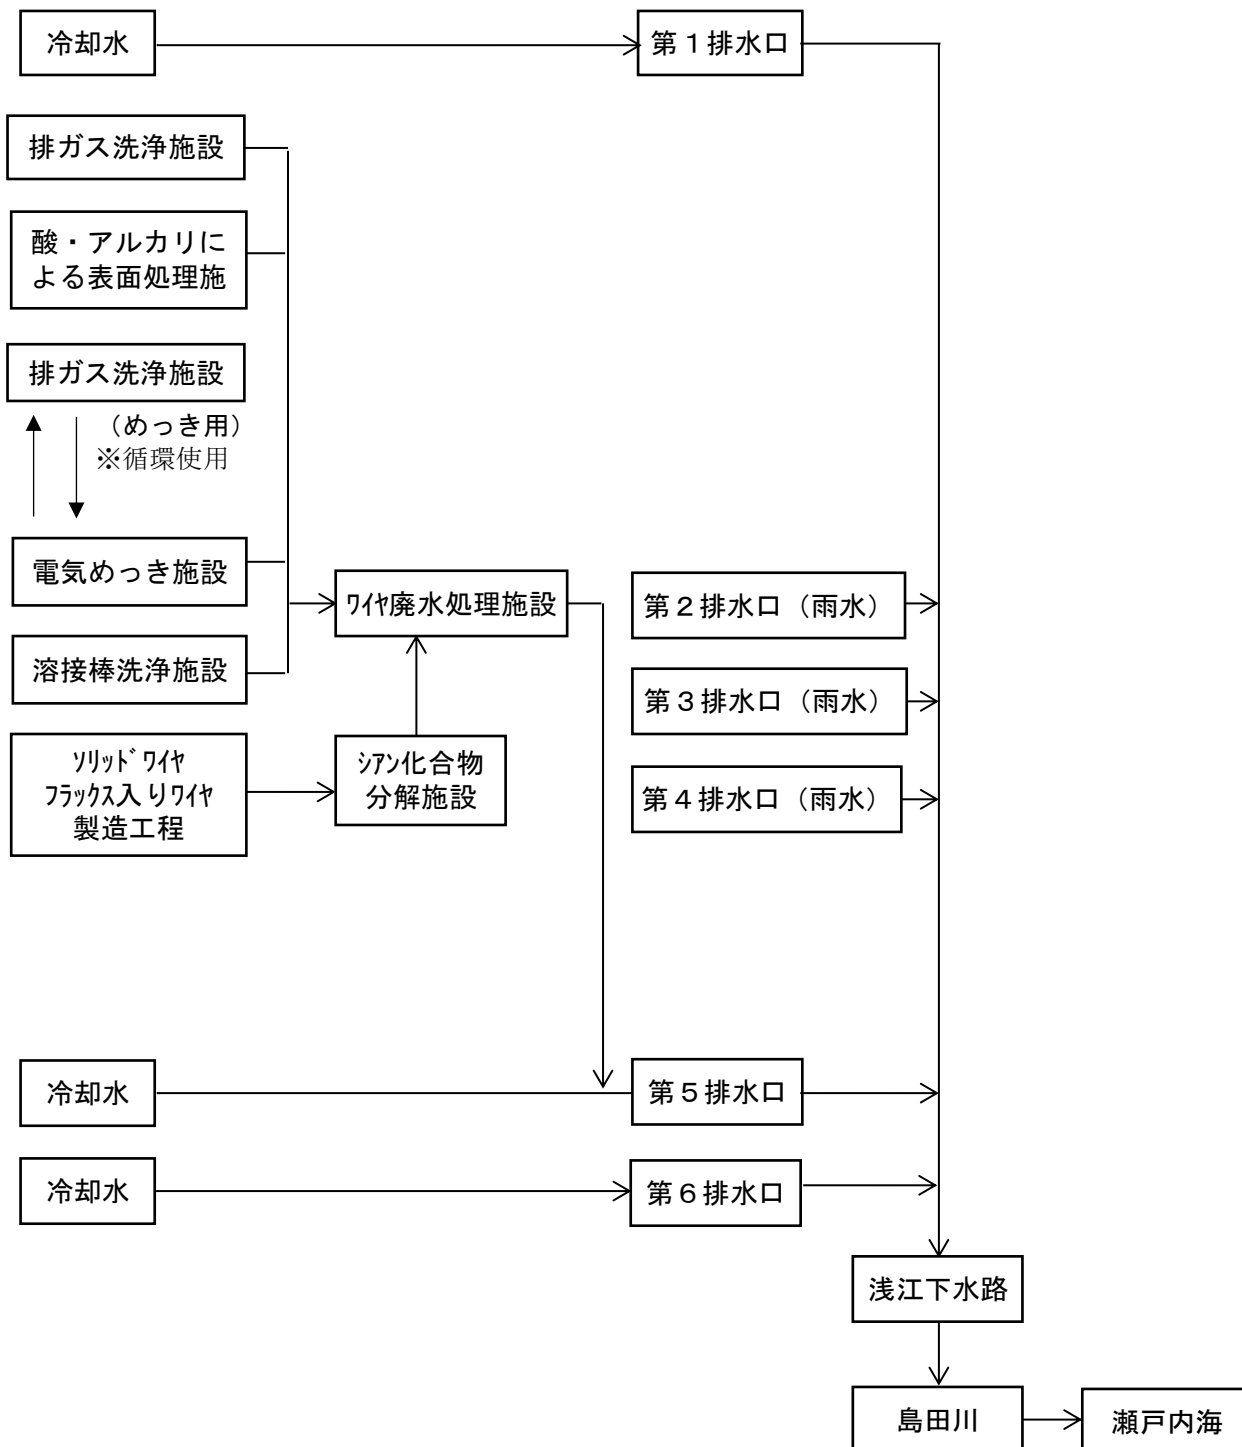 冷却水
第１排水口
排ガス洗浄施設
酸・アルカリに
よる表面処理施
排ガス洗浄施設
（めっき用）
※循環使用
電気めっき施設
ﾜｲﾔ廃水処理施設
第２排水口（雨水）
溶接棒洗浄施設
第３排水口（雨水）
ｿﾘｯﾄﾞﾜｲﾔ
ﾌﾗｯｸｽ入りﾜｲﾔ
製造工程
ｼｱﾝ化合物
分解施設
第４排水口（雨水）
冷却水
第５排水口
冷却水
第６排水口
浅江下水路
島田川
瀬戸内海